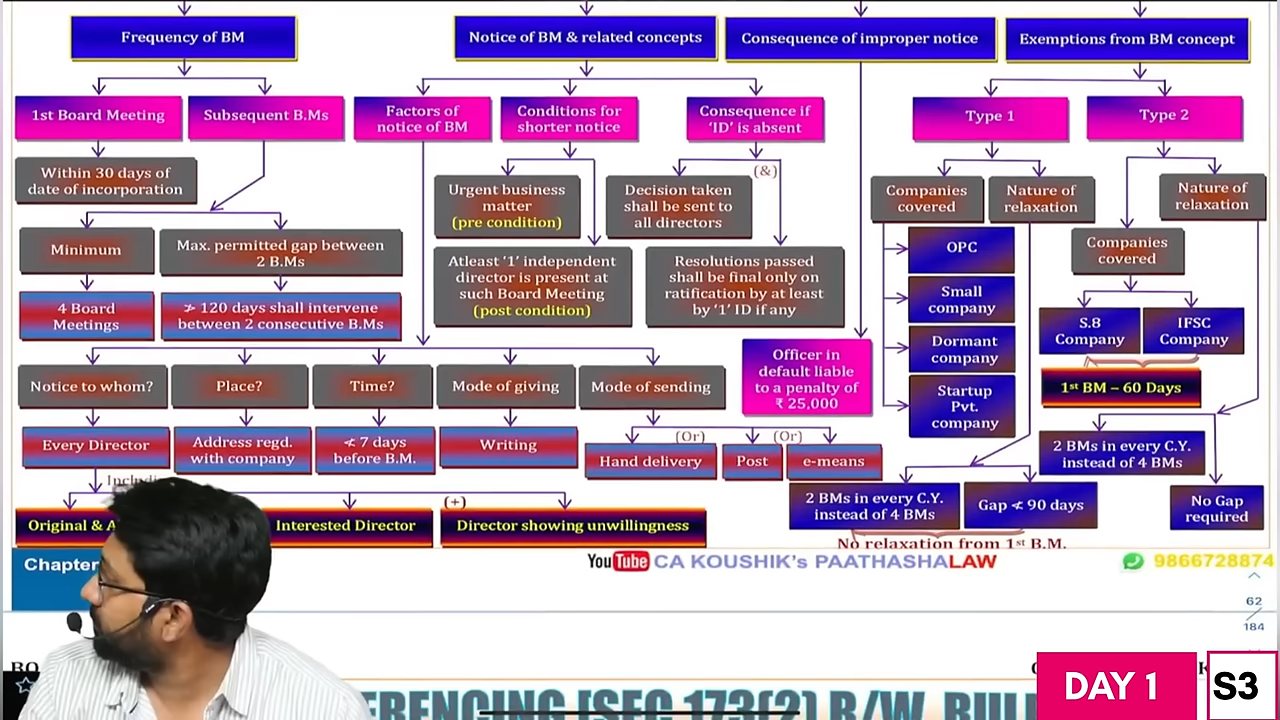 Frequency of BM
Notice of BM & related concepts
Consequence of improper notice
Exemptions from BM concept
1st Board Meeting
Subsequent B.Ms
Factors of
notice of BM
Conditions for
shorter notice
Consequence if
'ID' is absent
Type 1
Type 2
Within 30 days of
date of incorporation
Urgent business
matter
(pre condition)
Decision taken
shall be sent to
all directors
(&)
Companies
covered
Nature of
relaxation
Nature of
relaxation
Minimum
Max. permitted gap between
2 B.Ms
Atleast '1' independent
director is present at
such Board Meeting
(post condition)
Resolutions passed
shall be final only on
ratification by at least
by '1' ID if any
OPC
Companies
covered
4 Board
Meetings
≯ 120 days shall intervene
between 2 consecutive B.Ms
Small
company
S.8
Company
IFSC
Company
Dormant
company
Officer in
default liable
to a penalty of
₹ 25,000
Startup
Pvt.
company
1st BM – 60 Days
Notice to whom?
Place?
Time?
Mode of giving
Mode of sending
Every Director
Address regd.
with company
≮ 7 days
before B.M.
Writing
(Or)
(Or)
Hand delivery
Post
e-means
2 BMs in every C.Y.
instead of 4 BMs
2 BMs in every C.Y.
instead of 4 BMs
Gap ≮ 90 days
No Gap
required
(+)
Original & A
Interested Director
Director showing unwillingness
No relaxation from 1st B.M.
Chapter
YouTube CA KOUSHIK's PAATHASHALAW
9866728874
62
184
DAY 1
S3
ERENCING [SEC 173(2) R/W. RUL